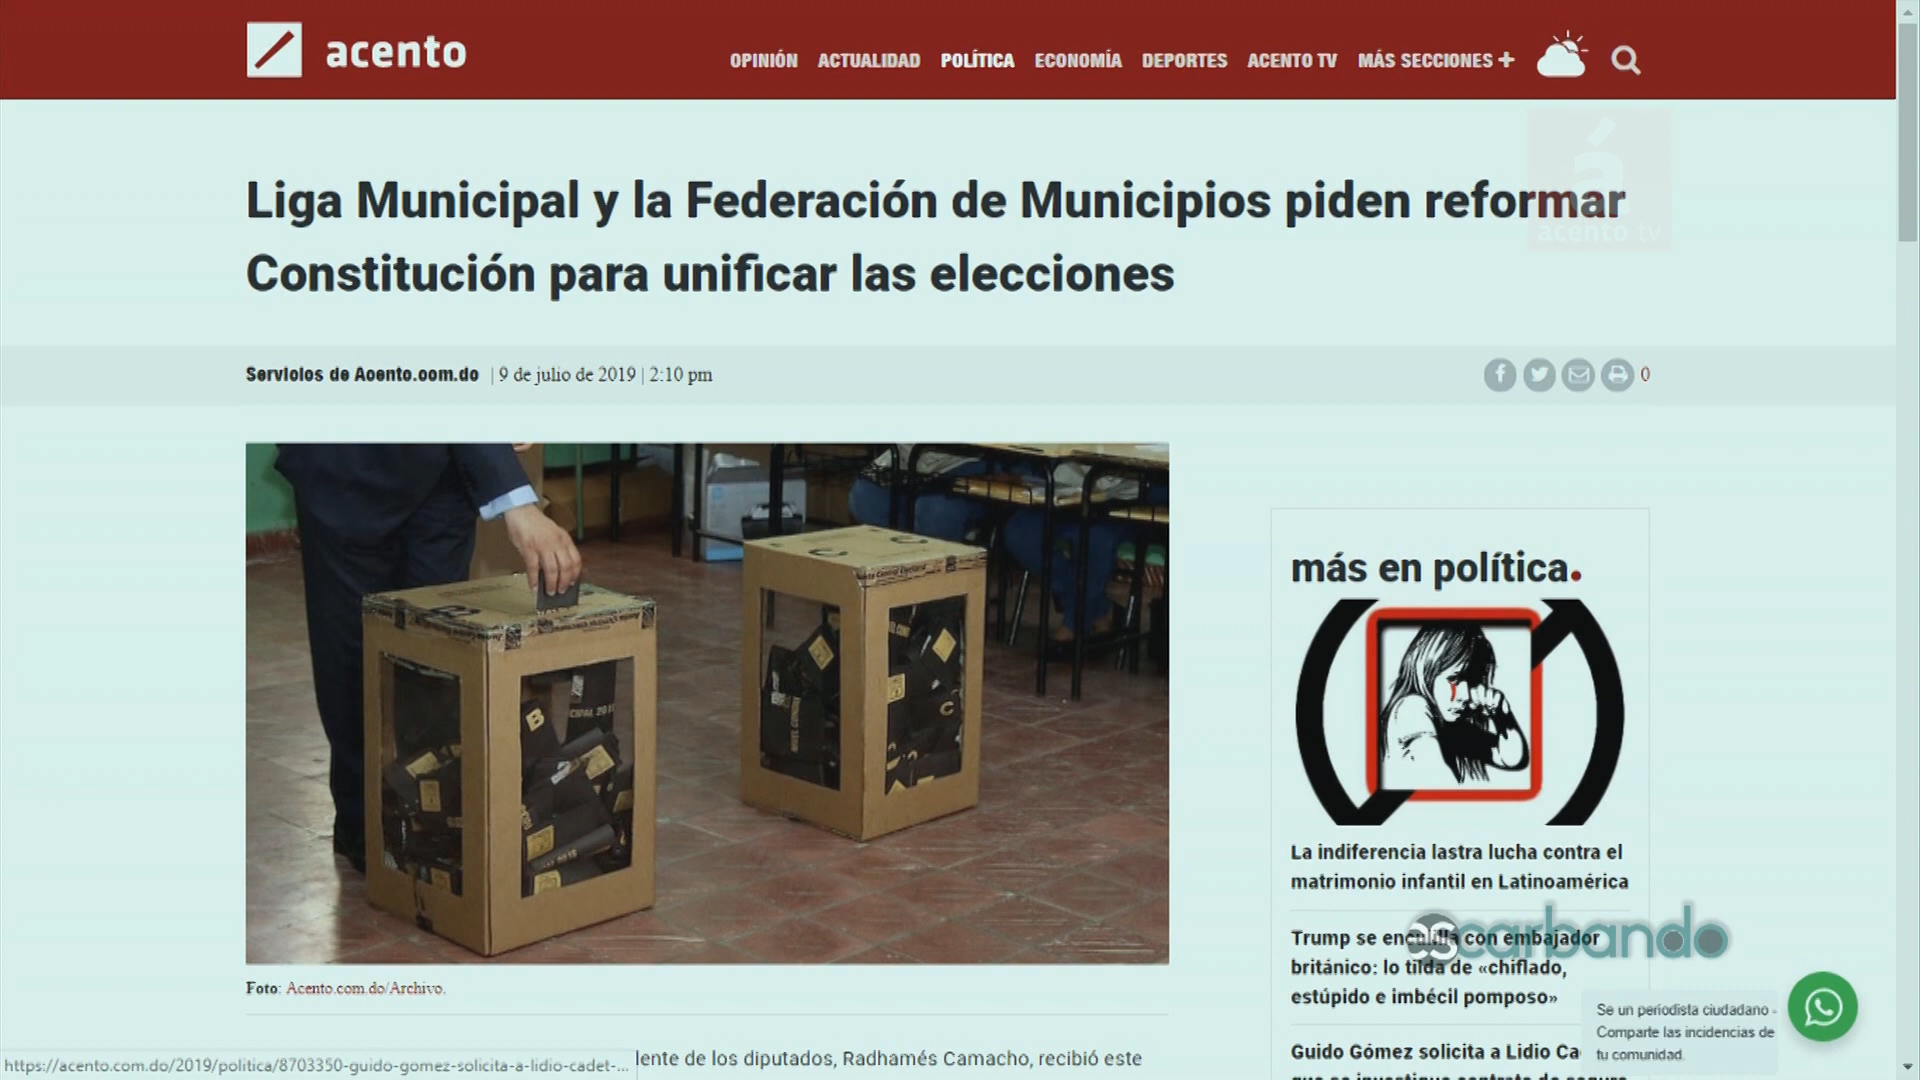 acento
OPINIÓN ACTUALIDAD POLÍTICA ECONOMÍA DEPORTES ACENTO TV MÁS SECCIONES +
Liga Municipal y la Federación de Municipios piden reformar
Constitución para unificar las elecciones
á
acento tv
Servicios de Acento.com.do | 9 de julio de 2019 | 2:10 pm
0
B
C
más en política.
La indiferencia lastra lucha contra el
matrimonio infantil en Latinoamérica
Trump se enculilla con embajador
británico: lo tilda de «chiflado,
estúpido e imbécil pomposo»
escarbando
Foto: Acento.com.do/Archivo.
Se un periodista ciudadano -
Comparte las incidencias de
tu comunidad.
Guido Gómez solicita a Lidio Ca
https://acento.com.do/2019/politica/8703350-guido-gomez-solicita-a-lidio-cadet-...
de los diputados, Radhamés Camacho, recibió este